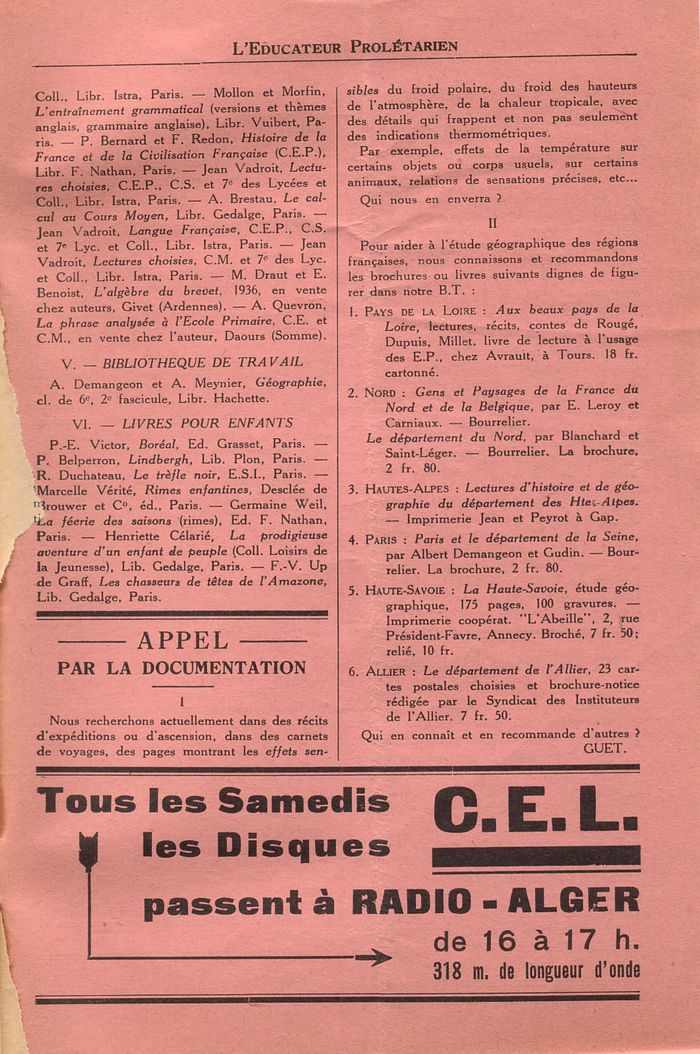 L'Educateur Prolétarien
Coll., Libr. Istra, Paris. — Mollon et Morfin,
L'entraînement grammatical (versions et thèmes
anglais, grammaire anglaise), Libr. Vuibert, Pa-
ris. — P. Bernard et F. Redon, Histoire de la
France et de la Civilisation Française (C.E.P.),
Libr. F. Nathan, Paris. — Jean Vadroit, Lectu-
res choisies, C.E.P., C.S. et 7e des Lycées et
Coll., Libr. Istra, Paris. — A. Brestau, Le cal-
cul au Cours Moyen, Libr. Gedalge, Paris. —
Jean Vadroit, Langue Française, C.E.P., C.S.
et 7e Lyc. et Coll., Libr. Istra, Paris. — Jean
Vadroit, Lectures choisies, C.M. et 7e des Lyc.
et Coll., Libr. Istra, Paris. — M. Draut et E.
Benoist, L'algèbre du brevet, 1936, en vente
chez auteurs, Givet (Ardennes). — A. Quevron,
La phrase analysée à l'Ecole Primaire, C.E. et
C.M., en vente chez l'auteur, Daours (Somme).
V. — BIBLIOTHEQUE DE TRAVAIL
A. Demangeon et A. Meynier, Géographie,
cl. de 6e, 2e fascicule, Libr. Hachette.
VI. — LIVRES POUR ENFANTS
P.-E. Victor, Boréal, Ed. Grasset, Paris. —
P. Belperron, Lindbergh, Lib. Plon, Paris. —
R. Duchateau, Le trèfle noir, E.S.I., Paris. —
Marcelle Vérité, Rimes enfantines, Desclée de
Brouwer et C°, éd., Paris. — Germaine Weil,
La féerie des saisons (rimes), Ed. F. Nathan,
Paris. — Henriette Célarié, La prodigieuse
aventure d'un enfant de peuple (Coll. Loisirs de
la Jeunesse), Lib. Gedalge, Paris. — F.-V. Up
de Graff, Les chasseurs de têtes de l'Amazone,
Lib. Gedalge, Paris.
APPEL
PAR LA DOCUMENTATION
I
Nous recherchons actuellement dans des récits
d'expéditions ou d'ascension, dans des carnets
de voyages, des pages montrant les effets sen-
sibles du froid polaire, du froid des hauteurs
de l'atmosphère, de la chaleur tropicale, avec
des détails qui frappent et non pas seulement
des indications thermométriques.
Par exemple, effets de la température sur
certains objets ou corps usuels, sur certains
animaux, relations de sensations précises, etc...
Qui nous en enverra ?
II
Pour aider à l'étude géographique des régions
françaises, nous connaissons et recommandons
les brochures ou livres suivants dignes de figu-
rer dans notre B.T. :
1. Pays de la Loire : Aux beaux pays de la
Loire, lectures, récits, contes de Rougé,
Dupuis, Millet, livre de lecture à l'usage
des E.P., chez Avrault, à Tours. 18 fr.
cartonné.
2. Nord : Gens et Paysages de la France du
Nord et de la Belgique, par E. Leroy et
Carniaux. — Bourrelier.
Le département du Nord, par Blanchard et
Saint-Léger. — Bourrelier. La brochure,
2 fr. 80.
3. Hautes-Alpes : Lectures d'histoire et de géo-
graphie du département des Htes-Alpes.
— Imprimerie Jean et Peyrot à Gap.
4. Paris : Paris et le département de la Seine,
par Albert Demangeon et Gudin. — Bour-
relier. La brochure, 2 fr. 80.
5. Haute-Savoie : La Haute-Savoie, étude géo-
graphique, 175 pages, 100 gravures. —
Imprimerie coopérat. "L'Abeille", 2, rue
Président-Favre, Annecy. Broché, 7 fr. 50;
relié, 10 fr.
6. Allier : Le département de l'Allier, 23 car-
tes postales choisies et brochure-notice
rédigée par le Syndicat des Instituteurs
de l'Allier. 7 fr. 50.
Qui en connaît et en recommande d'autres ?
GUET.
Tous les Samedis
les Disques
C.E.L.
passent à RADIO - ALGER
de 16 à 17 h.
318 m. de longueur d'onde